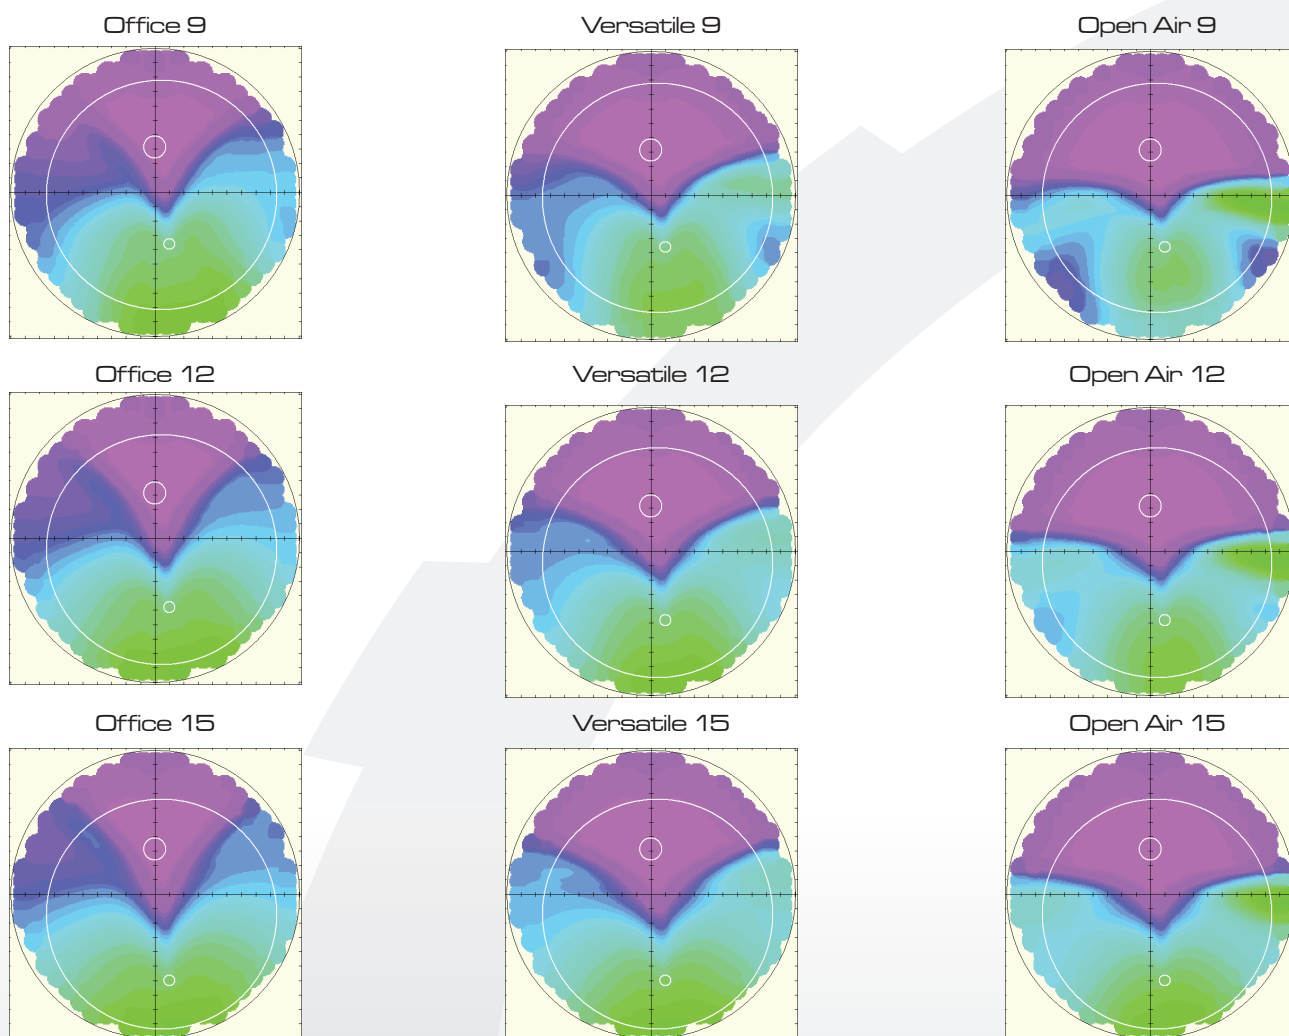 Office 9
Versatile 9
Open Air 9
Office 12
Versatile 12
Open Air 12
Office 15
Versatile 15
Open Air 15